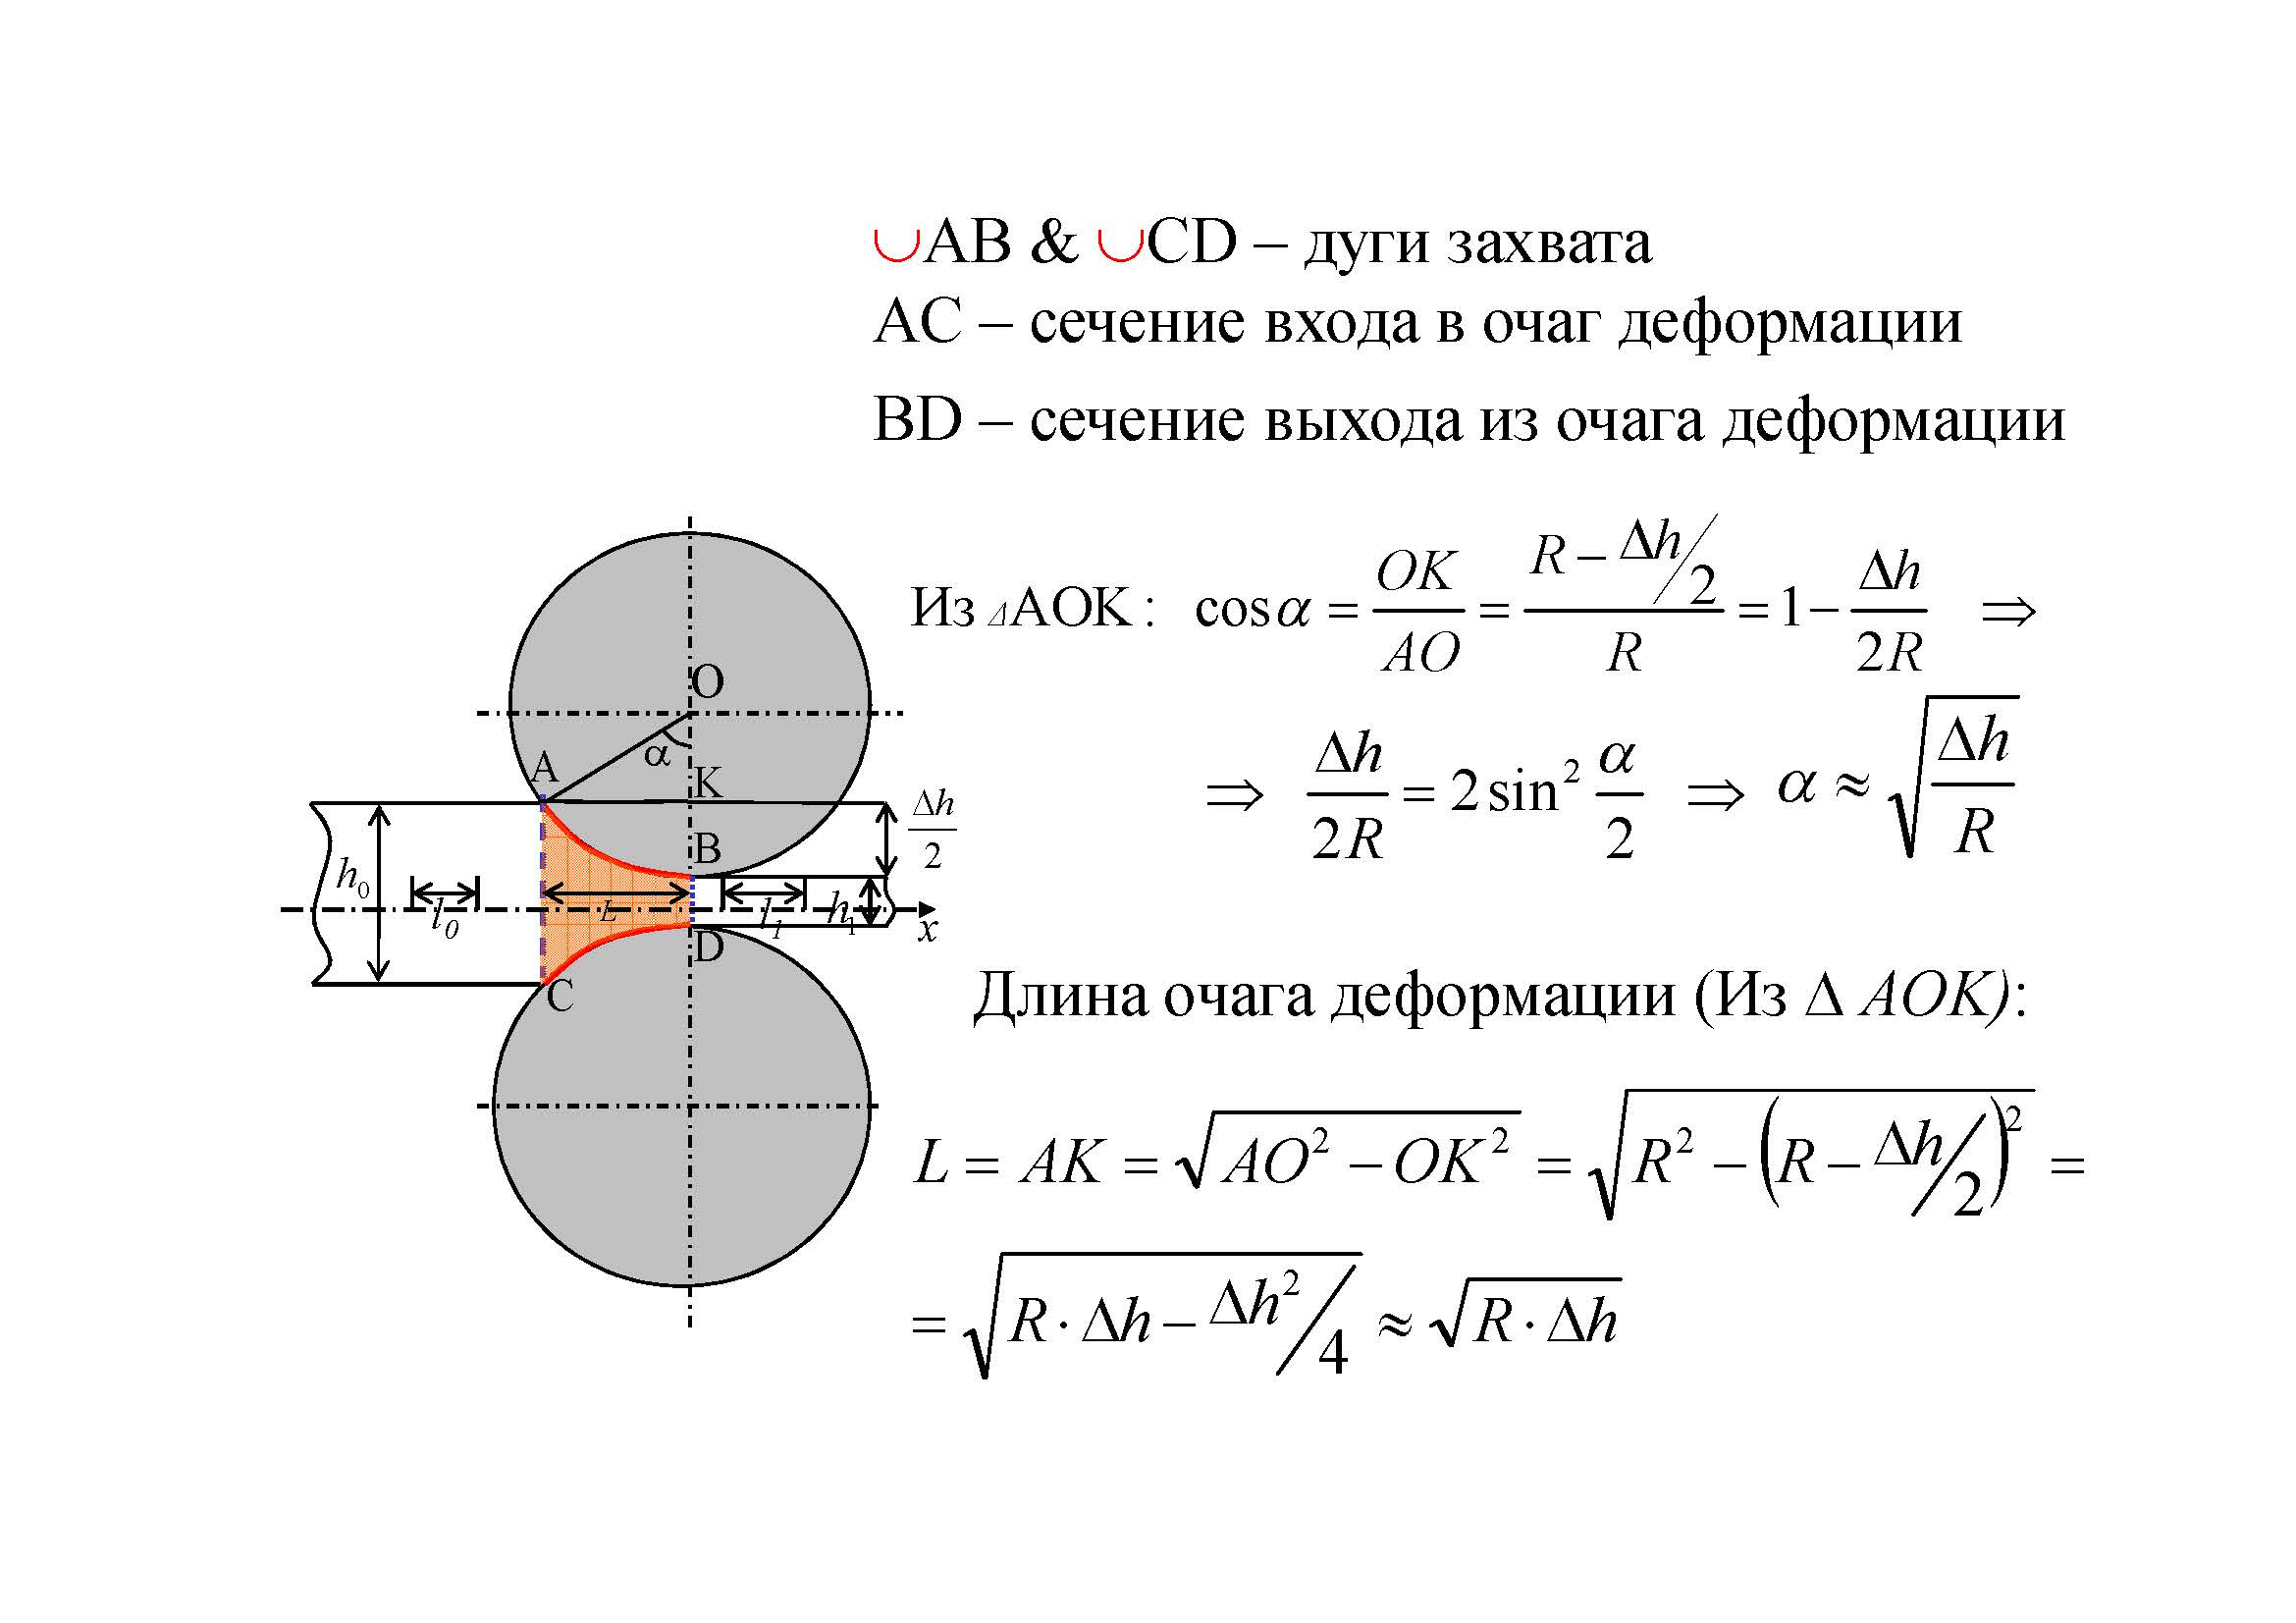 ◡AB & ◡CD – дуги захвата
AC – сечение входа в очаг деформации
BD – сечение выхода из очага деформации
Из ΔAOK : cos α = OK/AO = (R − Δh/2)/R = 1 − Δh/2R ⇒
⇒ Δh/2R = 2 sin² α/2 ⇒ α ≈ √(Δh/R)
O
α
A
K
Δh/2
B
h₀
l₀
L
l₁
h₁
x
D
C
Длина очага деформации (Из Δ AOK):
L = AK = √(AO² − OK²) = √(R² − (R − Δh/2)²) =
= √(R · Δh − Δh²/4) ≈ √(R · Δh)